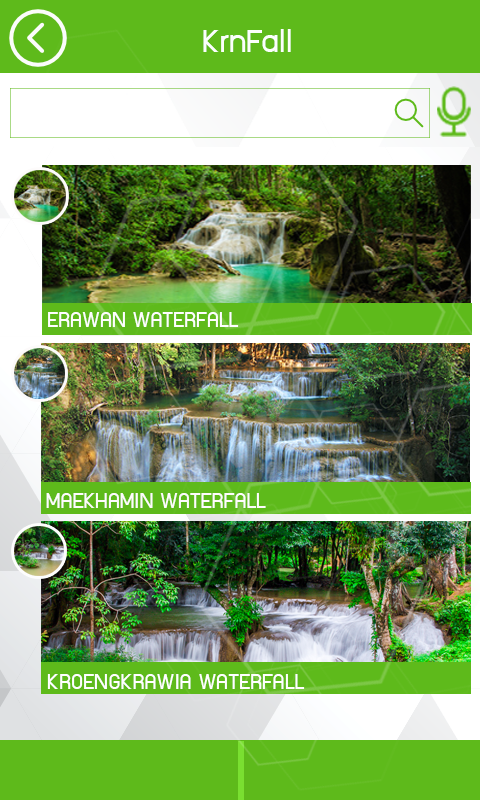 KrnFall
ERAWAN WATERFALL
MAEKHAMIN WATERFALL
KROENGKRAWIA WATERFALL